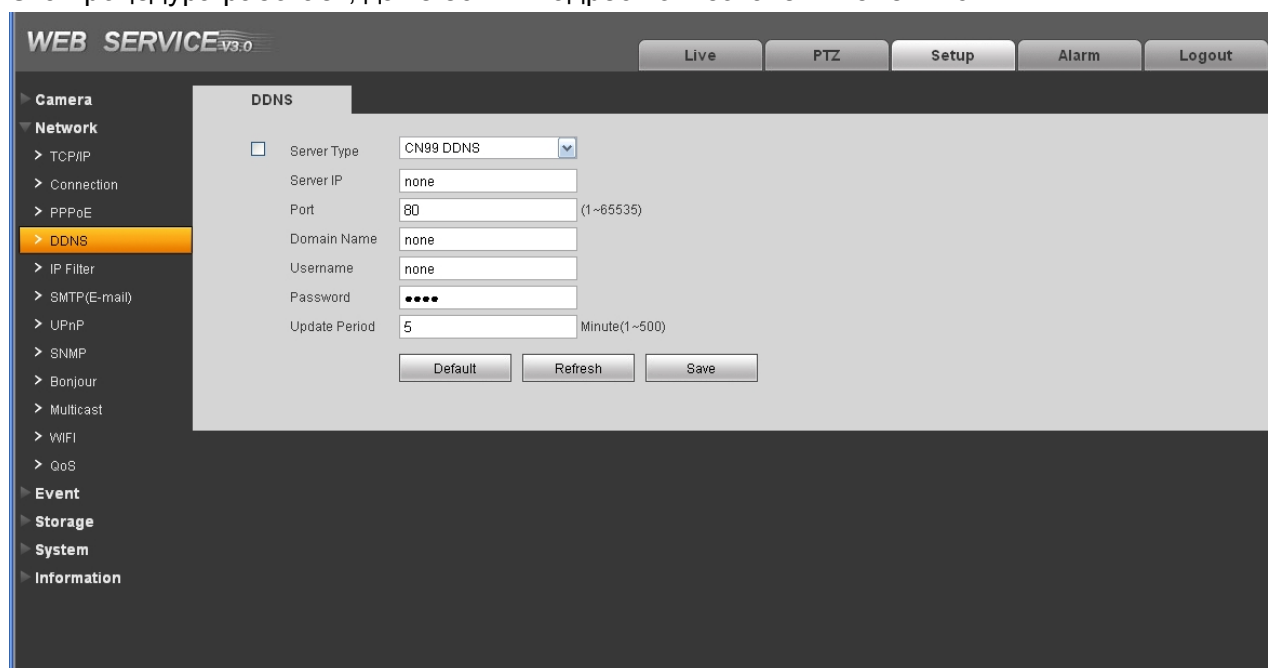 процедура работает,
WEB SERVICE V3.0
Live
PTZ
Setup
Alarm
Logout
Camera
Network
TCP/IP
Connection
PPPoE
DDNS
IP Filter
SMTP(E-mail)
UPnP
SNMP
Bonjour
Multicast
WIFI
QoS
Event
Storage
System
Information
DDNS
Server Type CN99 DDNS
Server IP none
Port 80 (1~65535)
Domain Name none
Username none
Password ••••
Update Period 5 Minute(1~500)
Default Refresh Save